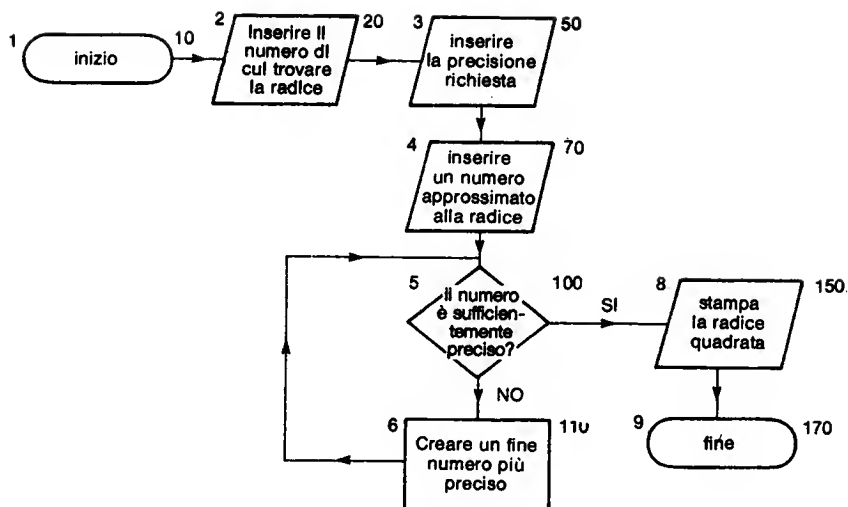 1
10
inizio
2
20
Inserire il
numero di
cui trovare
la radice
3
50
inserire
la precisione
richiesta
4
70
inserire
un numero
approssimato
alla radice
5
100
il numero
è sufficien-
temente
preciso?
SI
NO
8
150.
stampa
la radice
quadrata
6
110
Creare un fine
numero più
preciso
9
170
fine